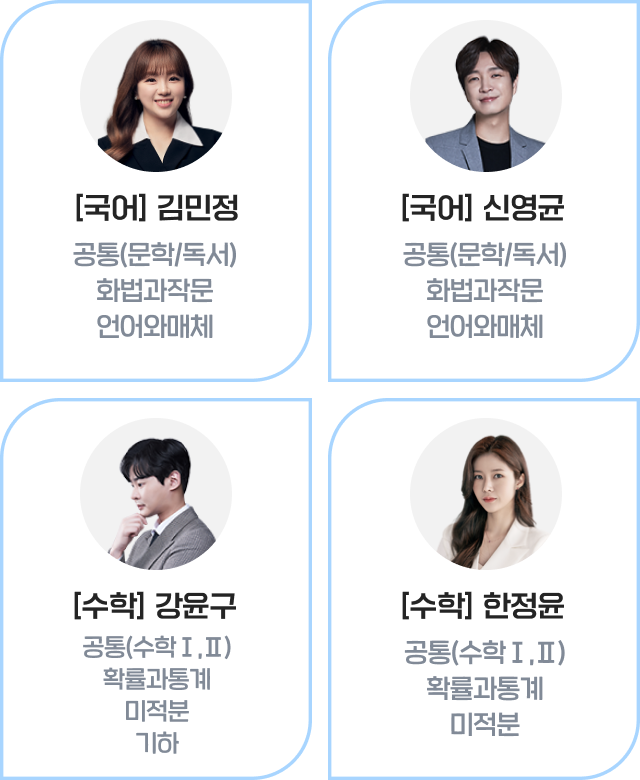 [국어] 김민정
공통(문학/독서)
화법과작문
언어와매체
[국어] 신영균
공통(문학/독서)
화법과작문
언어와매체
[수학] 강윤구
공통(수학Ⅰ,Ⅱ)
확률과통계
미적분
기하
[수학] 한정윤
공통(수학Ⅰ,Ⅱ)
확률과통계
미적분